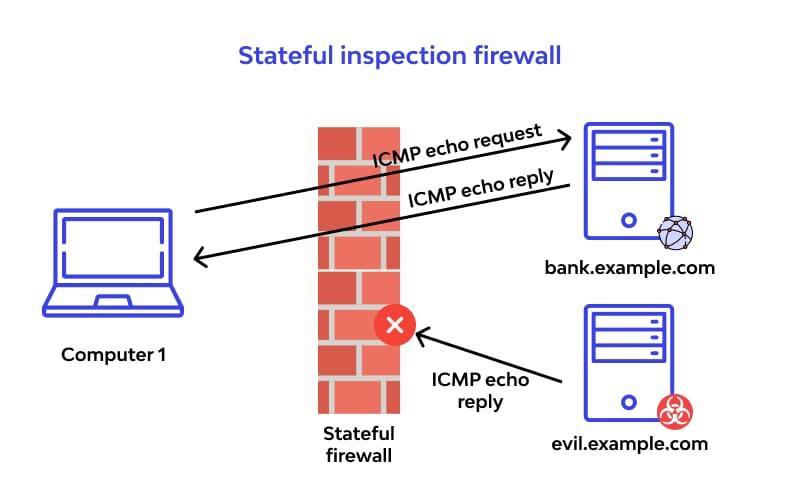 Stateful inspection firewall
ICMP echo request
ICMP echo reply
bank.example.com
Computer 1
ICMP echo
reply
Stateful
firewall
evil.example.com